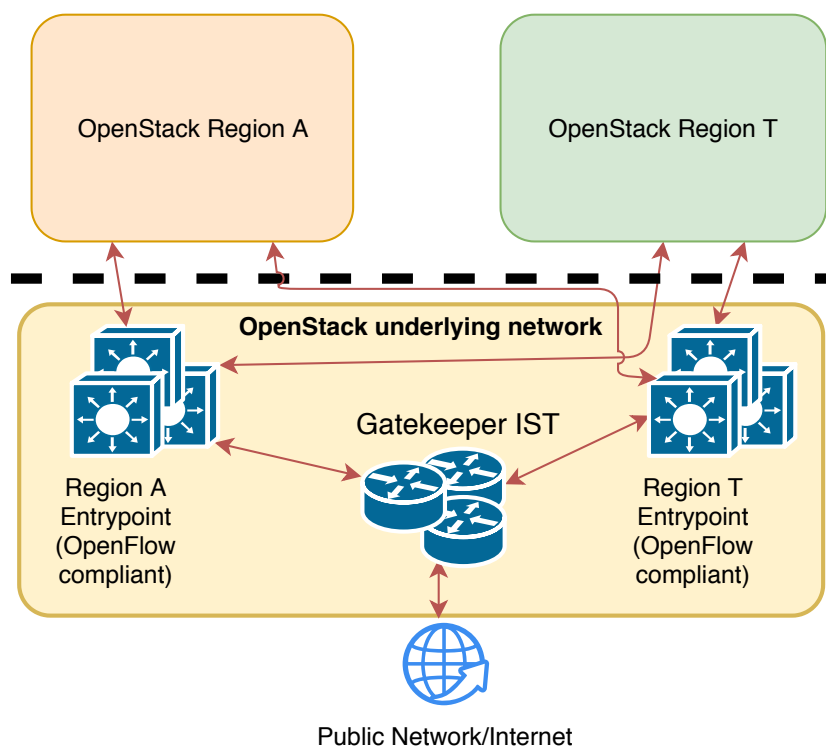 OpenStack Region A
OpenStack Region T
OpenStack underlying network
Gatekeeper IST
Region A
Entrypoint
(OpenFlow
compliant)
Region T
Entrypoint
(OpenFlow
compliant)
Public Network/Internet